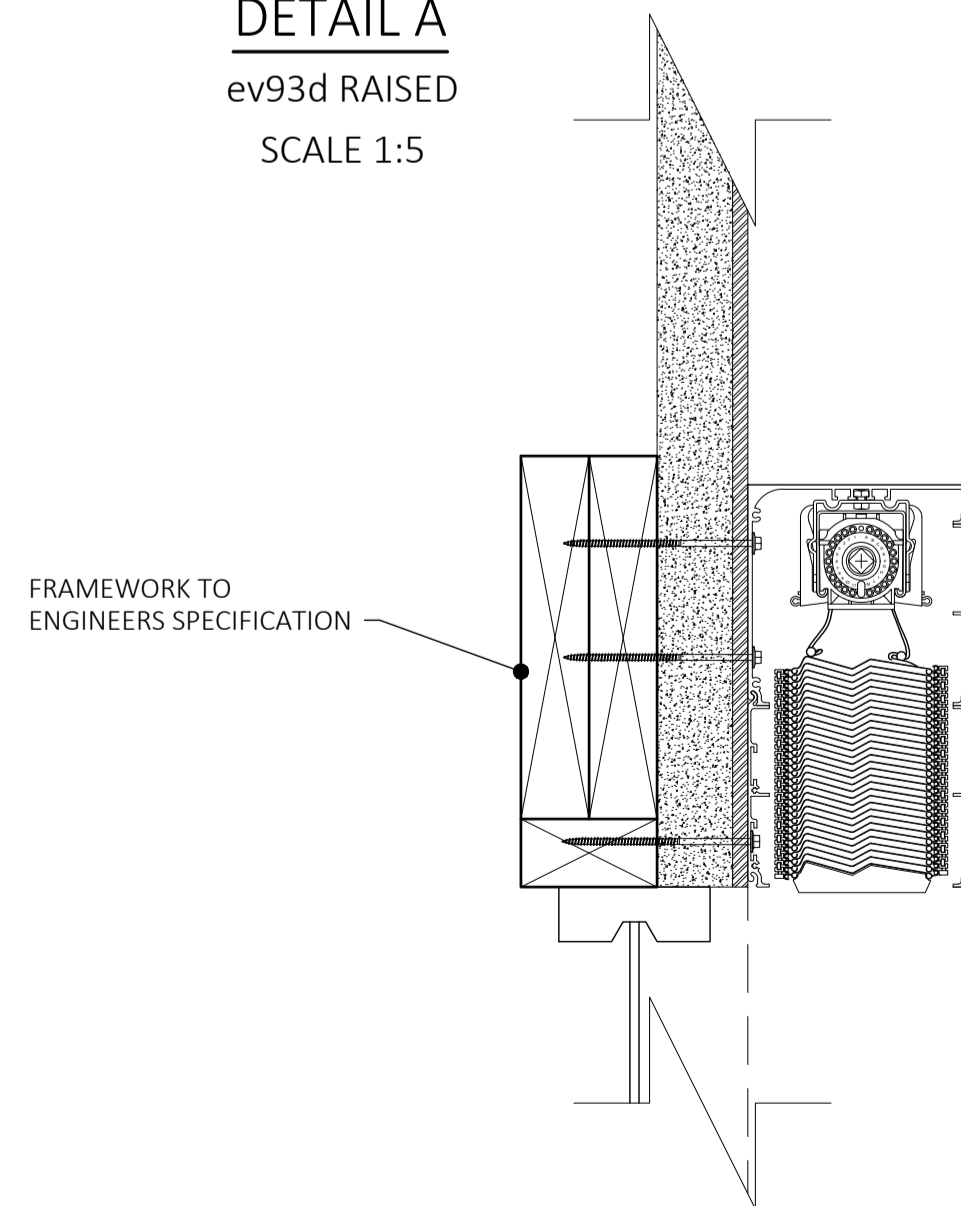 DETAIL A
ev93d RAISED
SCALE 1:5
FRAMEWORK TO
ENGINEERS SPECIFICATION